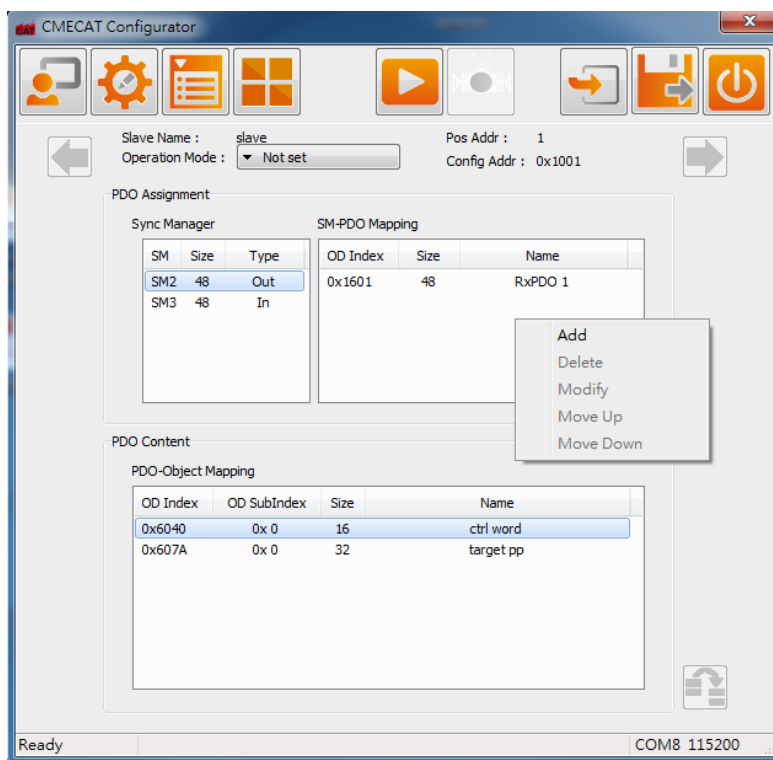 CAT CMECAT Configurator
Slave Name : slave Pos Addr : 1
Operation Mode : Not set Config Addr : 0x1001
PDO Assignment
Sync Manager SM-PDO Mapping
SM Size Type OD Index Size Name
SM2 48 Out 0x1601 48 RxPDO 1
SM3 48 In
Add
Delete
Modify
Move Up
Move Down
PDO Content
PDO-Object Mapping
OD Index OD SubIndex Size Name
0x6040 0x 0 16 ctrl word
0x607A 0x 0 32 target pp
Ready COM8 115200